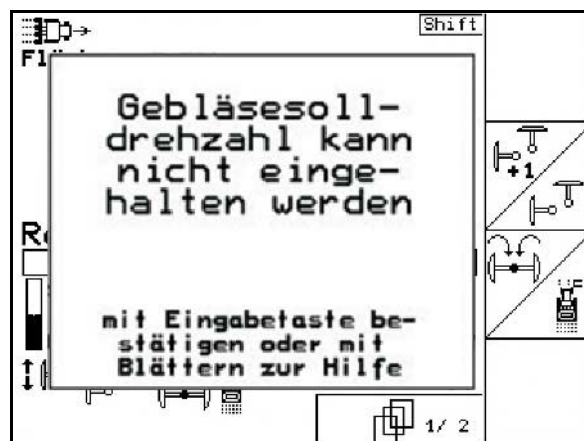 Shift
Gebläsesoll-
drehzahl kann
nicht einge-
halten werden
+1
mit Eingabetaste be-
stätigen oder mit
Blättern zur Hilfe
1/ 2